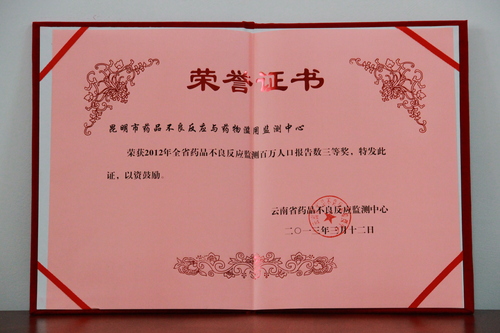 荣誉证书
昆明市药品不良反应与药物滥用监测中心
荣获2012年全省药品不良反应监测百万人口报告数三等奖，特发此
证，以资鼓励。
云南省药品不良反应监测中心
二〇一三年三月十二日